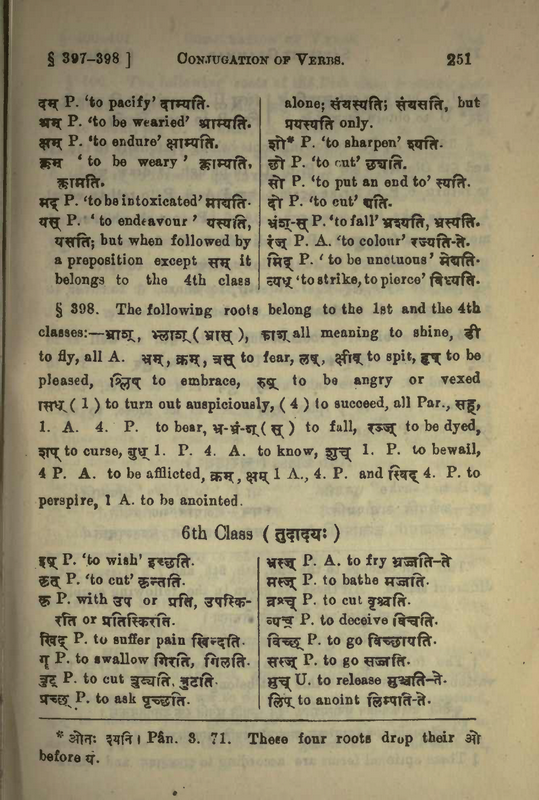 § 397-398 ] CONJUGATION OF VERBS. 251
दम् P. 'to pacify' दाम्यति.
श्रम् P. 'to be wearied' श्राम्यति.
क्षम् P. 'to endure' क्षाम्यति.
क्लम् 'to be weary' क्लाम्यति,
क्लामति.
मद् P. 'to be intoxicated' माद्यति.
यस् P. 'to endeavour' यस्यति,
यसति; but when followed by
a preposition except सम् it
belongs to the 4th class
alone; संयस्यति; संयसति, but
प्रयस्यति only.
शो* P. 'to sharpen' श्यति.
छो P. 'to cut' छ्यति.
सो P. 'to put an end to' स्यति.
दो P. 'to cut' द्यति.
भ्रंश्-स् P. 'to fall' भ्रश्यति, भ्रस्यति.
रंज् P. A. 'to colour' रज्यति-ते.
मिद् P. 'to be unctuous' मेद्यति.
व्यध् 'to strike, to pierce' विध्यति.
§ 398. The following roots belong to the 1st and the 4th
classes:—भ्राश्, भ्लाश् ( भ्रास् ), काश् all meaning to shine, डी
to fly, all A. भ्रम्, क्रम्, त्रस् to fear, लष्, क्षीव् to spit, हृष् to be
pleased, श्लिष् to embrace, रुष् to be angry or vexed
सिध् ( 1 ) to turn out auspiciously, ( 4 ) to succeed, all Par., सह्,
1. A. 4. P. to bear, भ्र-भ्रं-श् ( स् ) to fall, रञ्ज् to be dyed,
शप् to curse, बुध् 1. P. 4. A. to know, शुच् 1. P. to bewail,
4 P. A. to be afflicted, क्रम्, क्षम् 1 A., 4. P. and स्विद् 4. P. to
perspire, 1 A. to be anointed.
6th Class ( तुदादयः )
इष् P. 'to wish' इच्छति.
कृत् P. 'to cut' कृन्तति.
कॄ P. with उप or प्रति, उपस्कि-
रति or प्रतिस्किरति.
खिद् P. to suffer pain खिन्दति.
गॄ P. to swallow गिरति, गिलति.
त्रुट् P. to cut त्रुट्यति, त्रुटति.
प्रच्छ् P. to ask पृच्छति.
भ्रस्ज् P. A. to fry भ्रज्जति-ते
मस्ज् P. to bathe मज्जति.
व्रश्च् P. to cut वृश्चति.
व्यच् P. to deceive विचति.
विच्छ् P. to go विच्छायति.
सस्ज् P. to go सज्जति.
मुच् U. to release मुञ्चति-ते.
लिप् to anoint लिम्पति-ते.
* ओतः श्यनि। Pân. 3. 71. These four roots drop their ओ
before य.